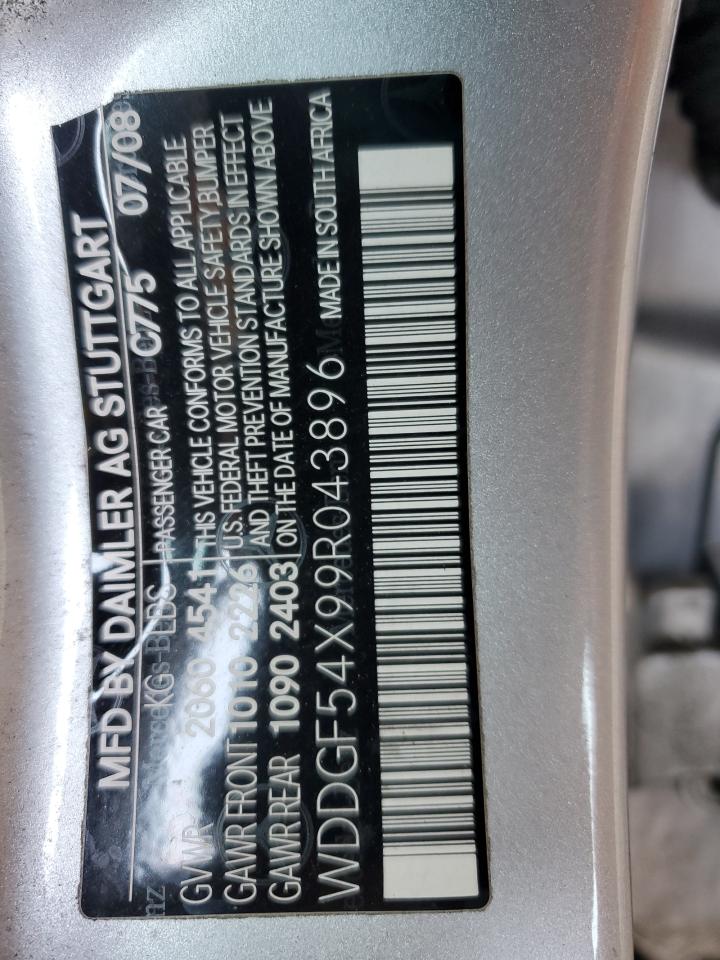 MFD BY DAIMLER AG STUTTGART
PASSENGER CAR C775 07/08
KG LBS
GVWR 2060 4541
GAWR FRONT 1010 2226
GAWR REAR 1090 2403
THIS VEHICLE CONFORMS TO ALL APPLICABLE
U.S. FEDERAL MOTOR VEHICLE SAFETY BUMPER
AND THEFT PREVENTION STANDARDS IN EFFECT
ON THE DATE OF MANUFACTURE SHOWN ABOVE
WDDGF54X99R043896 MADE IN SOUTH AFRICA